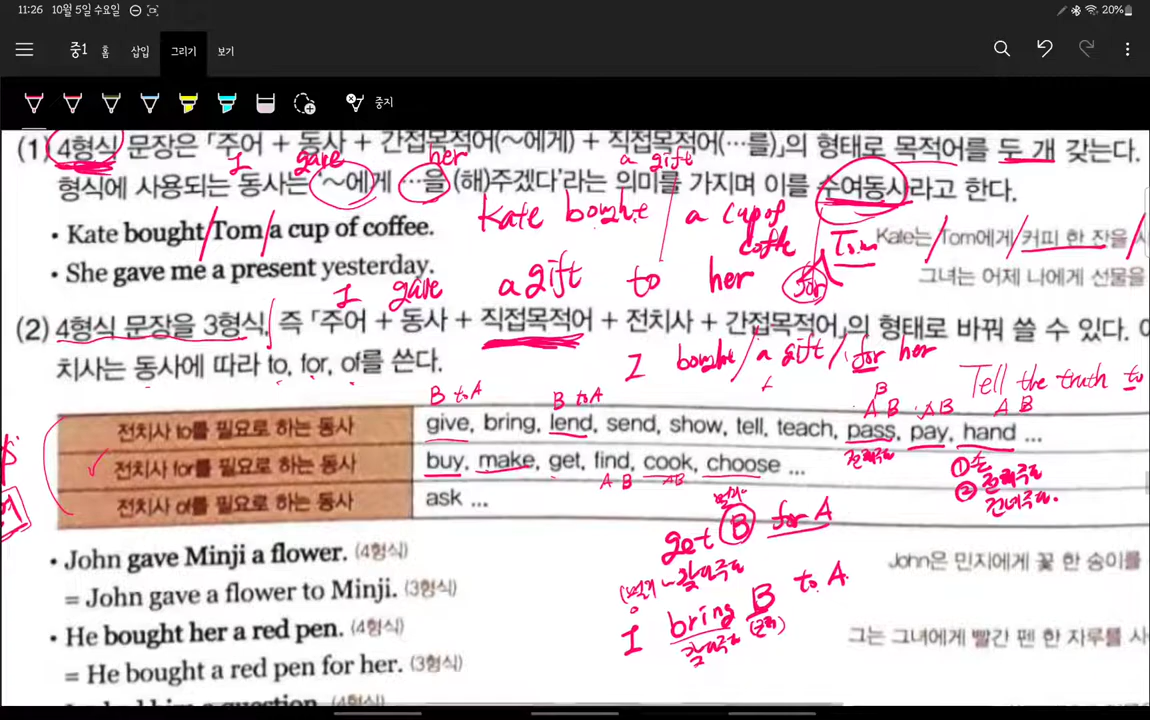 11:26 10월 5일 수요일 20%
중1 홈 삽입 그리기 보기
중지
(1) 4형식 문장은 「주어 + 동사 + 간접목적어(~에게) + 직접목적어(…를)」의 형태로 목적어를 두 개 갖는다.
I gave her a gift
형식에 사용되는 동사는 '~에게 …을 (해)주겠다'라는 의미를 가지며 이를 수여동사라고 한다.
Kate bought a cup of
• Kate bought Tom a cup of coffee. Kate는 Tom에게 커피 한 잔을
Tom
• She gave me a present yesterday. 그녀는 어제 나에게 선물을
I gave a gift to her for
(2) 4형식 문장을 3형식, 즉 「주어 + 동사 + 직접목적어 + 전치사 + 간접목적어」의 형태로 바꿔 쓸 수 있다.
치사는 동사에 따라 to, for, of를 쓴다.
I bought / a gift / for her
Tell the truth to
B to A B to A B A B A B A B
전치사 to를 필요로 하는 동사 give, bring, lend, send, show, tell, teach, pass, pay, hand ...
전치사 for를 필요로 하는 동사 buy, make, get, find, cook, choose ...
A B AB
① 손
②
건네주다.
전치사 of를 필요로 하는 동사 ask ...
get B for A
• John gave Minji a flower. (4형식) John은 민지에게 꽃 한 송이를
= John gave a flower to Minji. (3형식)
I bring B to A.
• He bought her a red pen. (4형식) 그는 그녀에게 빨간 펜 한 자루를
= He bought a red pen for her. (3형식)